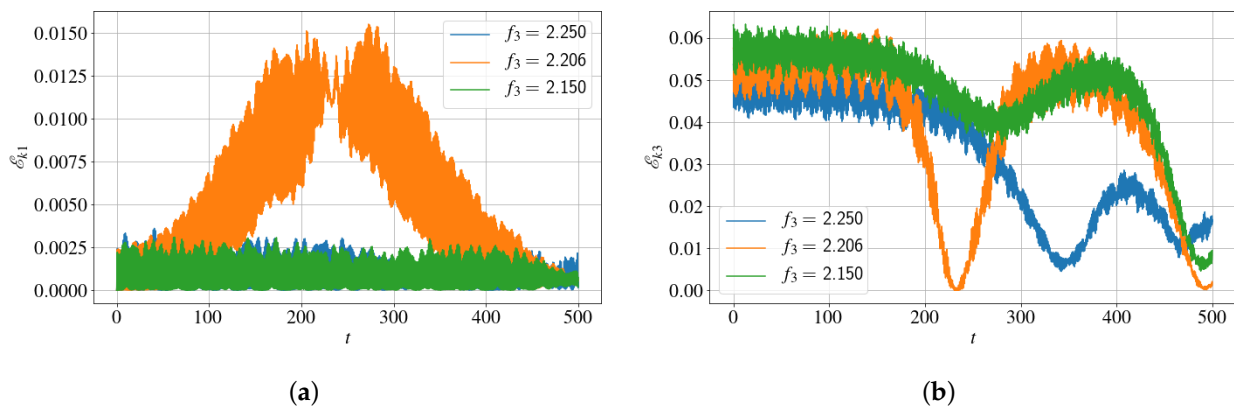 0.0150
0.0125
0.0100
0.0075
0.0050
0.0025
0.0000
ℰk1
0 100 200 300 400 500
t
f3 = 2.250
f3 = 2.206
f3 = 2.150
(a)
0.06
0.05
0.04
0.03
0.02
0.01
0.00
ℰk3
0 100 200 300 400 500
t
f3 = 2.250
f3 = 2.206
f3 = 2.150
(b)